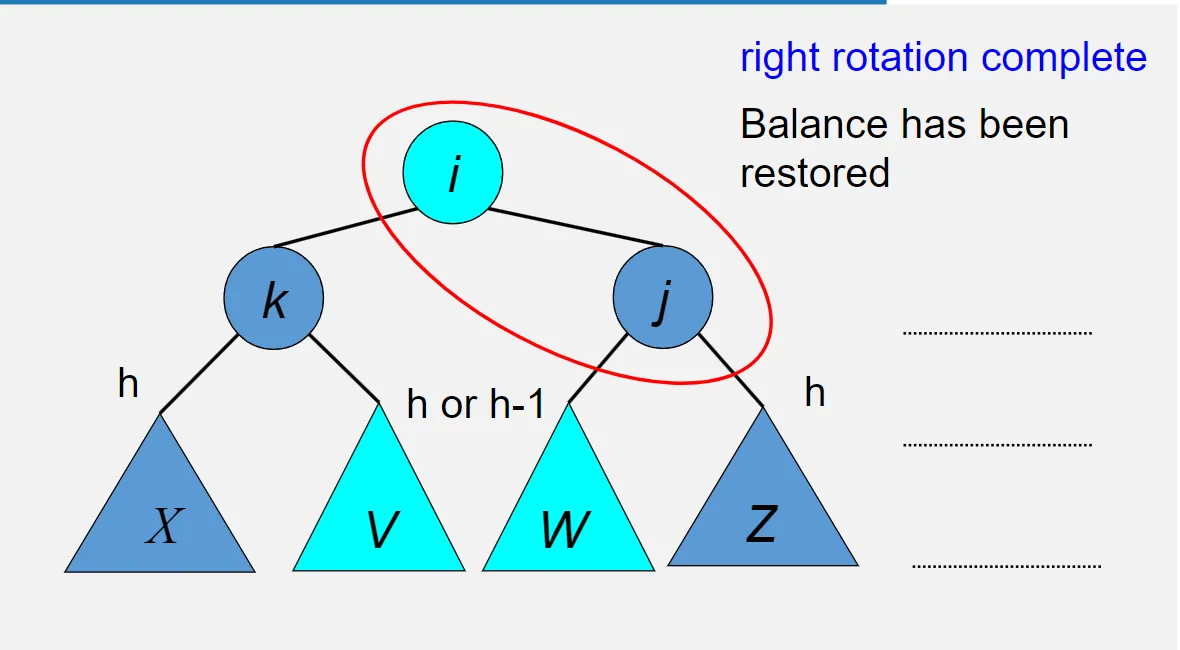 right rotation complete
Balance has been
restored
i
k
j
h
h or h-1
h
X
V
W
Z